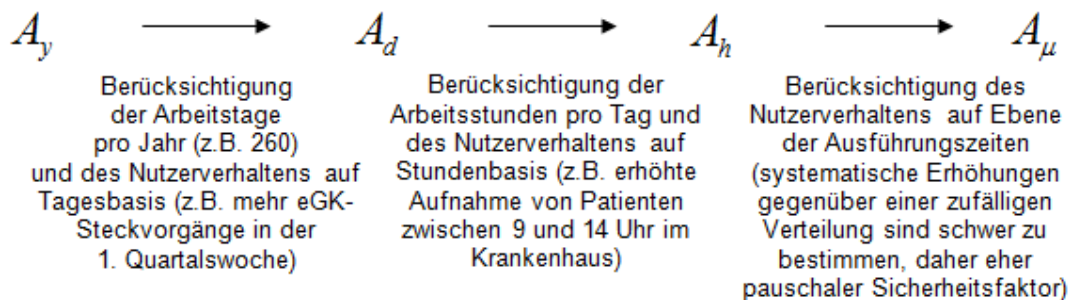 A_y → A_d → A_h → A_μ
Berücksichtigung
der Arbeitstage
pro Jahr (z.B. 260)
und des Nutzerverhaltens auf
Tagesbasis (z.B. mehr eGK-
Steckvorgänge in der
1. Quartalswoche)
Berücksichtigung der
Arbeitsstunden pro Tag und
des Nutzerverhaltens auf
Stundenbasis (z.B. erhöhte
Aufnahme von Patienten
zwischen 9 und 14 Uhr im
Krankenhaus)
Berücksichtigung des
Nutzerverhaltens auf Ebene
der Ausführungszeiten
(systematische Erhöhungen
gegenüber einer zufälligen
Verteilung sind schwer zu
bestimmen, daher eher
pauschaler Sicherheitsfaktor)